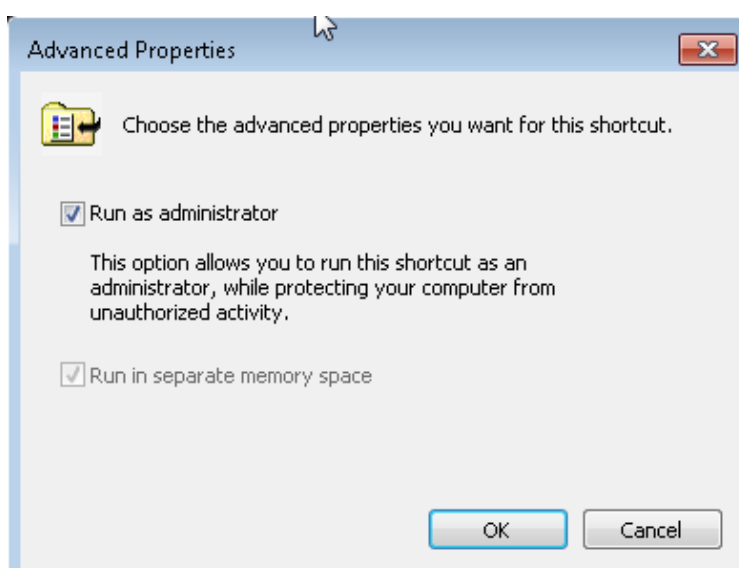 Advanced Properties
Choose the advanced properties you want for this shortcut.
Run as administrator
This option allows you to run this shortcut as an
administrator, while protecting your computer from
unauthorized activity.
Run in separate memory space
OK
Cancel